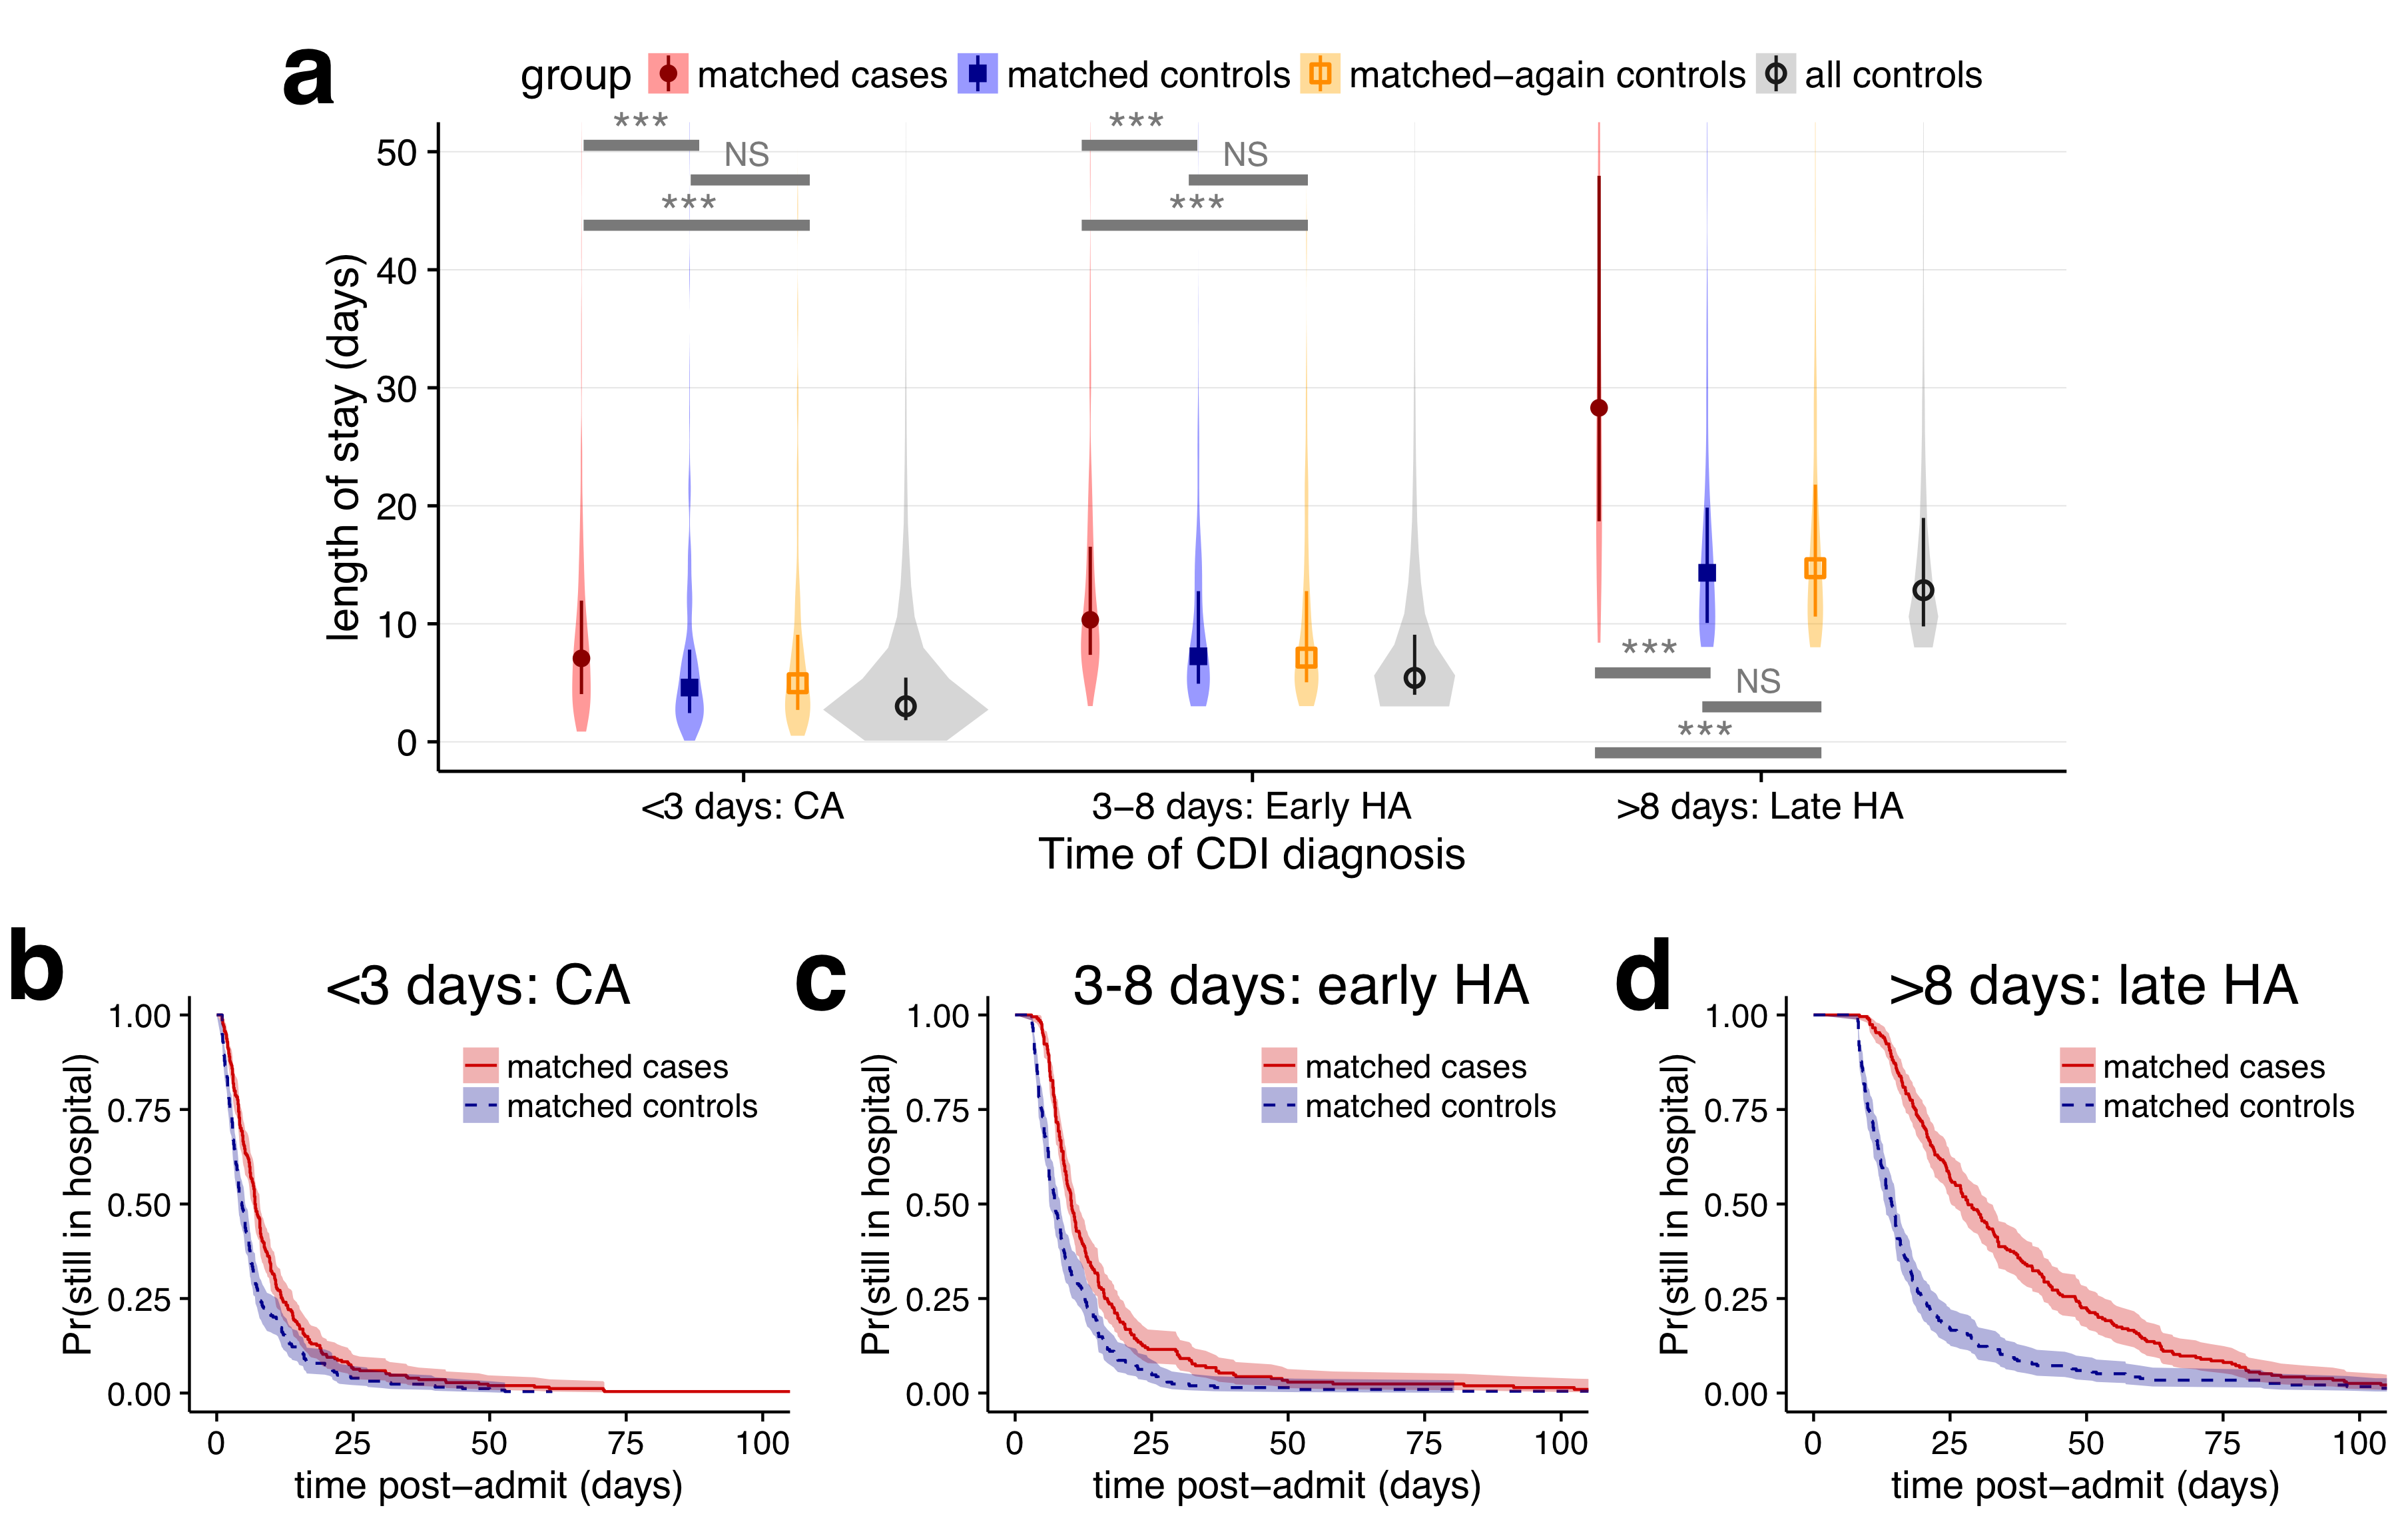 a
group matched cases matched controls matched−again controls all controls
length of stay (days)
50
40
30
20
10
0
***
NS
***
***
NS
***
***
NS
***
<3 days: CA
3−8 days: Early HA
>8 days: Late HA
Time of CDI diagnosis
b
<3 days: CA
Pr(still in hospital)
1.00
0.75
0.50
0.25
0.00
matched cases
matched controls
0 25 50 75 100
time post−admit (days)
c
3-8 days: early HA
Pr(still in hospital)
1.00
0.75
0.50
0.25
0.00
matched cases
matched controls
0 25 50 75 100
time post−admit (days)
d
>8 days: late HA
Pr(still in hospital)
1.00
0.75
0.50
0.25
0.00
matched cases
matched controls
0 25 50 75 100
time post−admit (days)